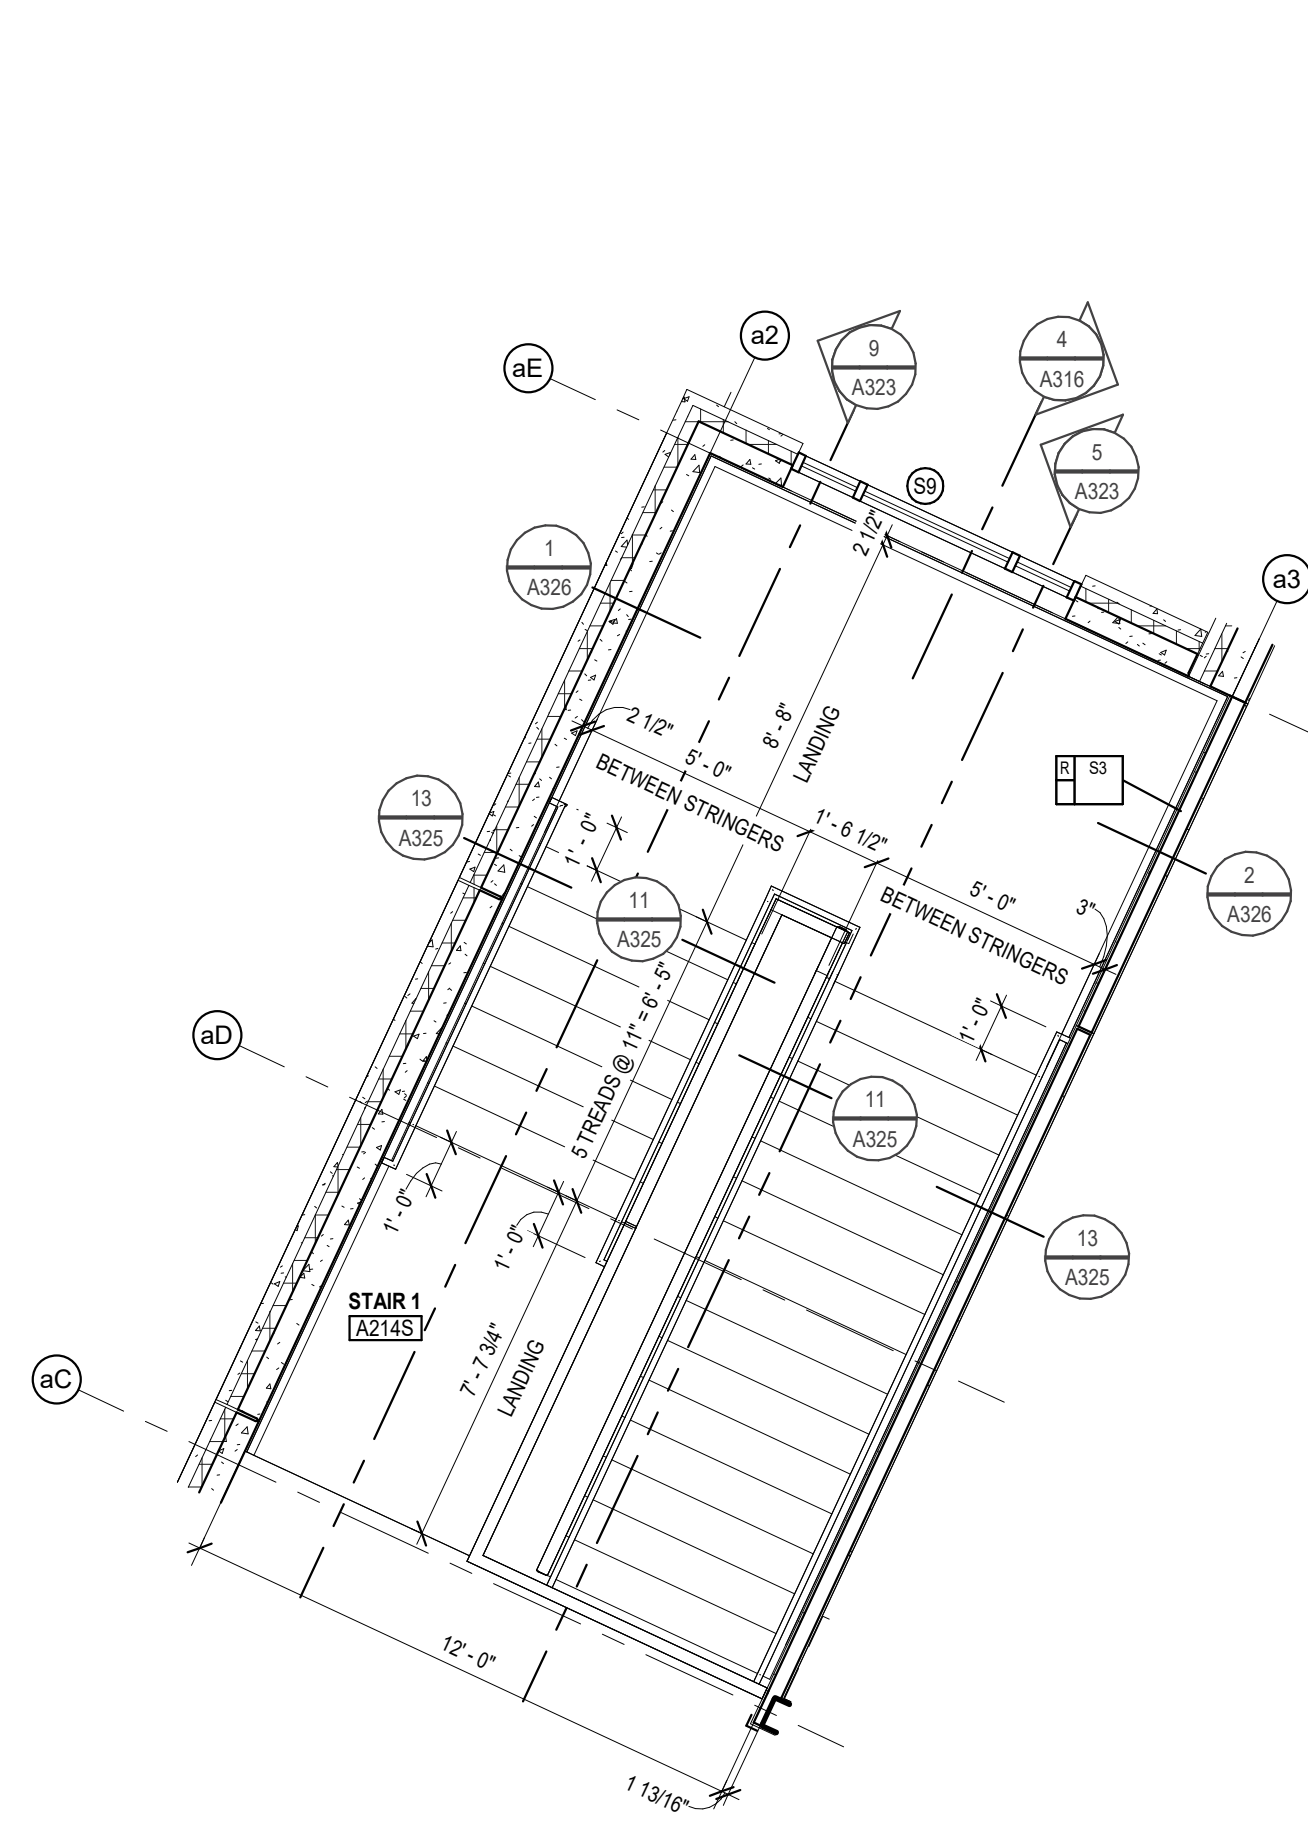 a2
aE
9
A323
4
A316
5
A323
S9
2 1/2"
1
A326
a3
2 1/2"
5' - 0"
BETWEEN STRINGERS
8' - 8"
LANDING
R
S3
13
A325
1' - 0"
1' - 6 1/2"
11
A325
5' - 0"
BETWEEN STRINGERS
3"
2
A326
5 TREADS @ 11" = 6' - 5"
1' - 0"
aD
11
A325
1' - 0"
1' - 0"
13
A325
STAIR 1
A214S
7' - 7 3/4"
LANDING
aC
12' - 0"
1 13/16"